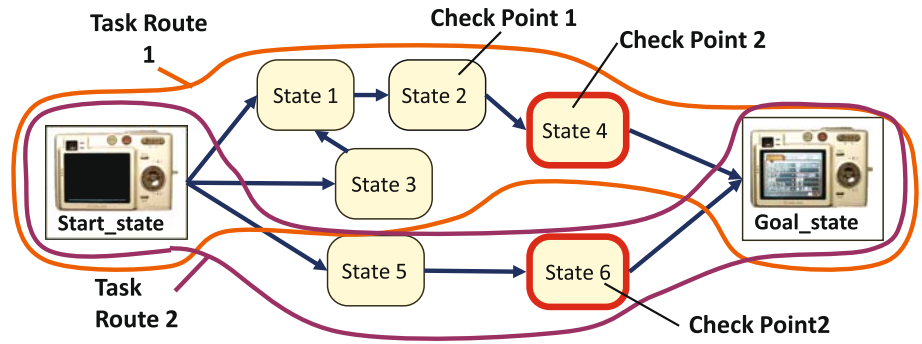 Task Route
1
Check Point 1
Check Point 2
State 1
State 2
State 4
State 3
Start_state
Goal_state
State 5
State 6
Task
Route 2
Check Point2